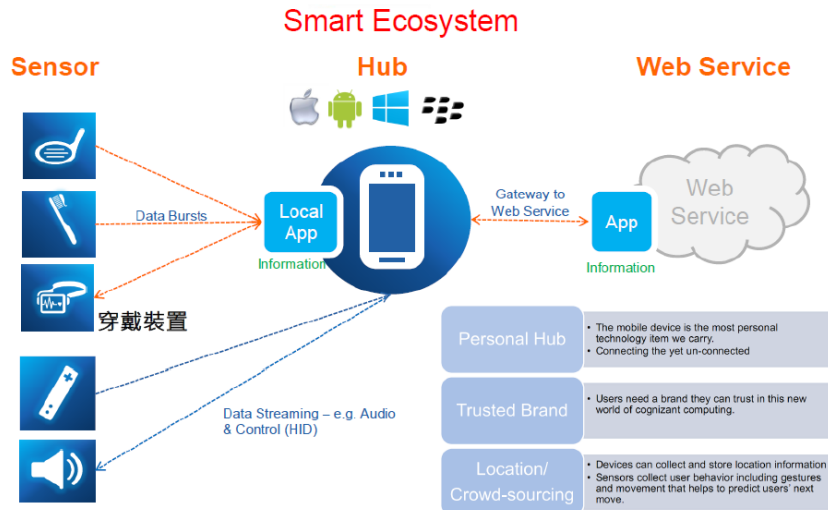 Smart Ecosystem
Sensor
Hub
Web Service
Data Bursts
Local
App
Information
Gateway to
Web Service
App
Information
Web
Service
穿戴裝置
Data Streaming – e.g. Audio
& Control (HID)
Personal Hub
• The mobile device is the most personal
technology item we carry.
• Connecting the yet un-connected
Trusted Brand
• Users need a brand they can trust in this new
world of cognizant computing.
Location/
Crowd-sourcing
• Devices can collect and store location information
• Sensors collect user behavior including gestures
and movement that helps to predict users' next
move.